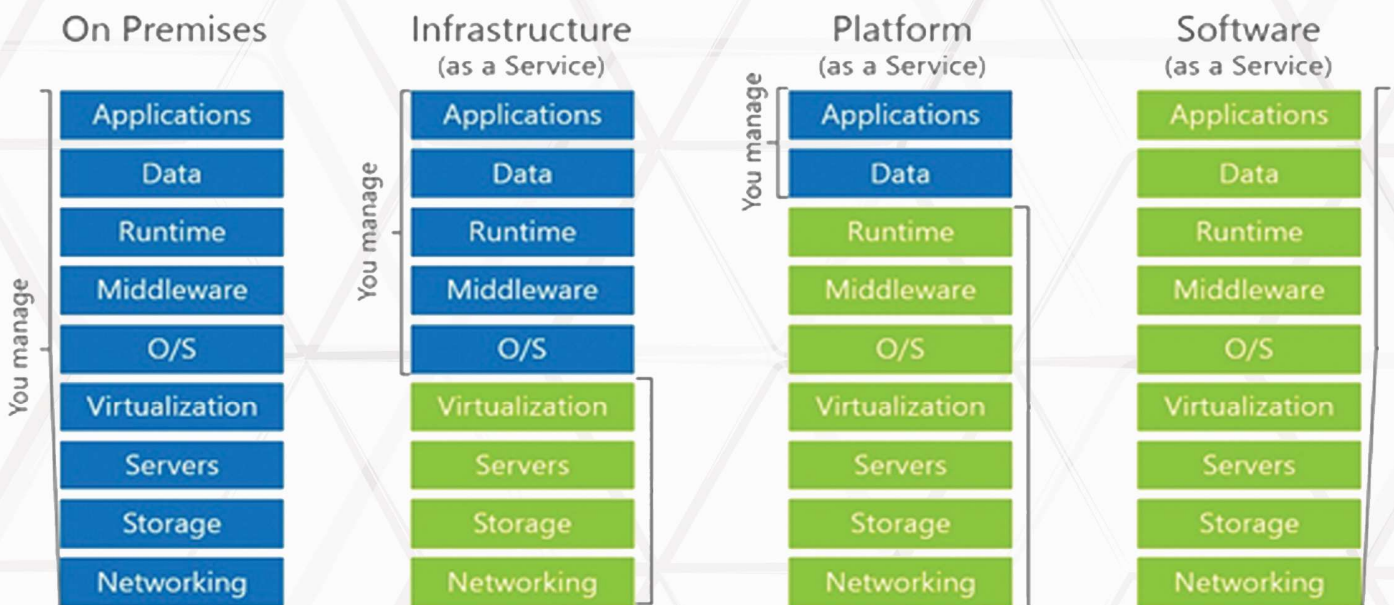 On Premises
You manage
Applications
Data
Runtime
Middleware
O/S
Virtualization
Servers
Storage
Networking
Infrastructure
(as a Service)
You manage
Applications
Data
Runtime
Middleware
O/S
Virtualization
Servers
Storage
Networking
Platform
(as a Service)
You manage
Applications
Data
Runtime
Middleware
O/S
Virtualization
Servers
Storage
Networking
Software
(as a Service)
Applications
Data
Runtime
Middleware
O/S
Virtualization
Servers
Storage
Networking